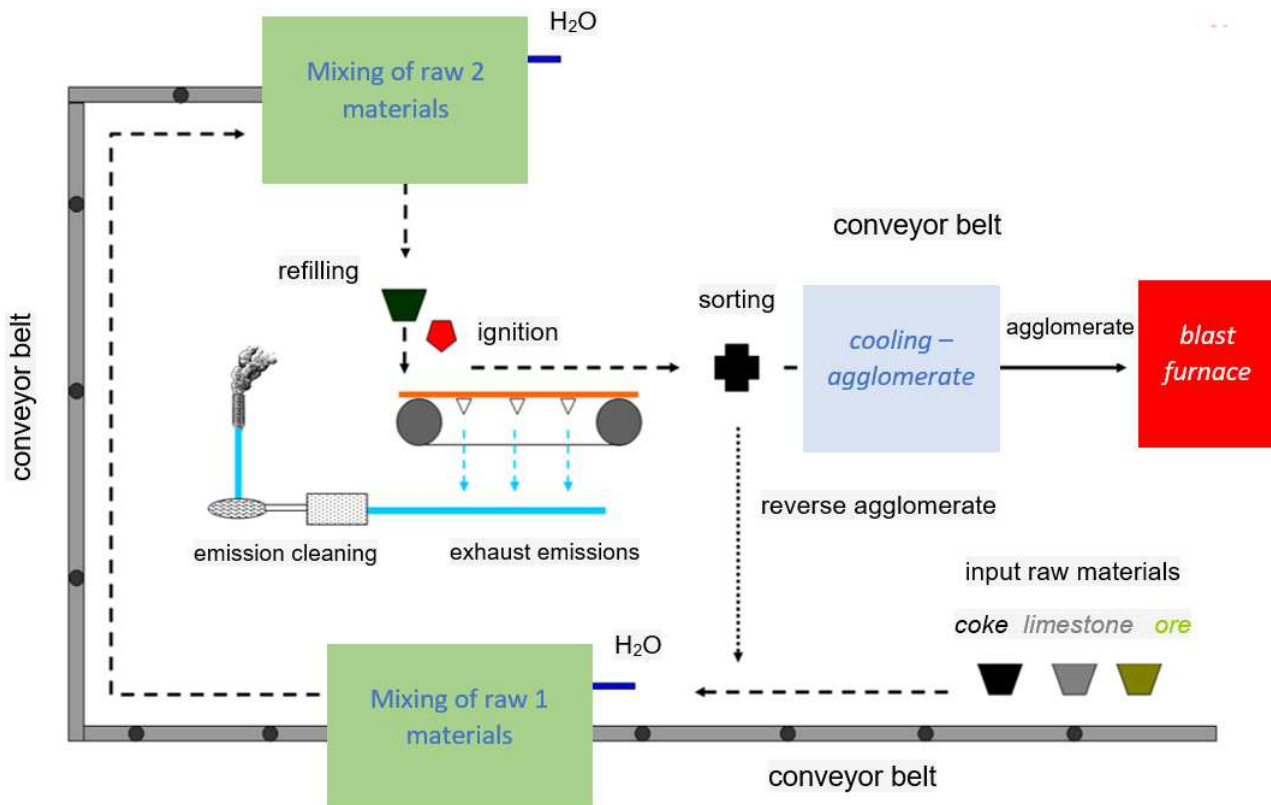 H₂O
Mixing of raw 2
materials
conveyor belt
refilling
sorting
ignition
cooling –
agglomerate
agglomerate
blast
furnace
conveyor belt
reverse agglomerate
emission cleaning
exhaust emissions
input raw materials
coke limestone ore
H₂O
Mixing of raw 1
materials
conveyor belt